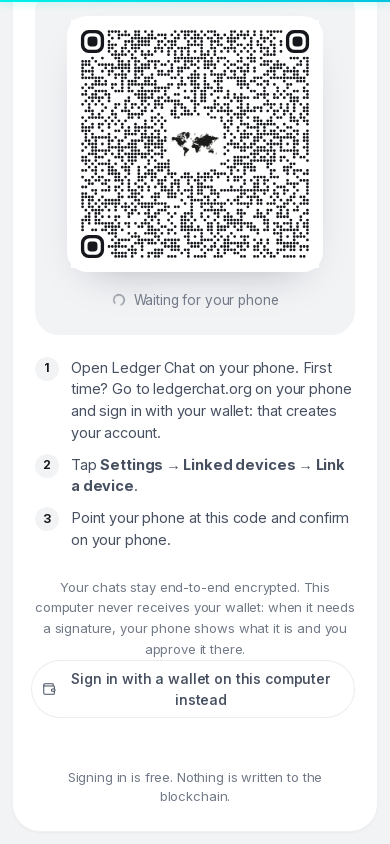 Waiting for your phone
1 Open Ledger Chat on your phone. First
time? Go to ledgerchat.org on your phone
and sign in with your wallet: that creates
your account.
2 Tap Settings → Linked devices → Link
a device.
3 Point your phone at this code and confirm
on your phone.
Your chats stay end-to-end encrypted. This
computer never receives your wallet: when it needs
a signature, your phone shows what it is and you
approve it there.
Sign in with a wallet on this computer
instead
Signing in is free. Nothing is written to the
blockchain.